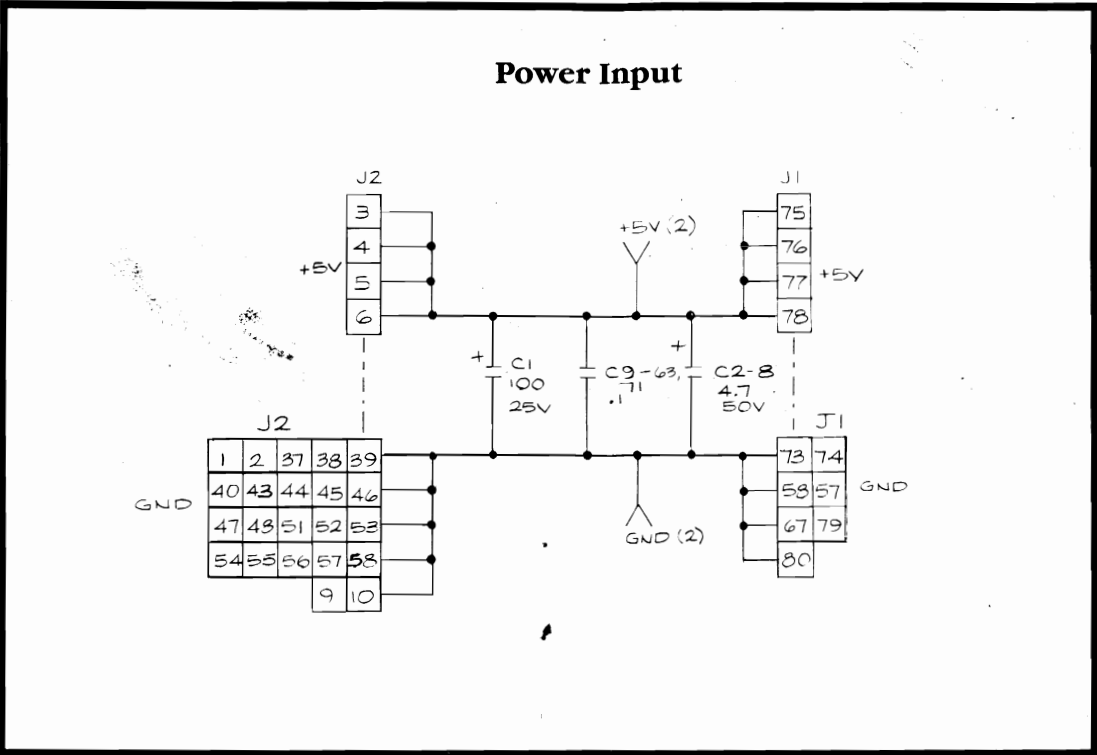 Power Input
J2
3
4
5
6
+5V
+5V (2)
J1
75
76
77
78
+5V
+
C1
100
25V
C9-63,
71
.1
+
C2-8
4.7
50V
J2
1 2 37 38 39
40 43 44 45 46
47 48 51 52 53
54 55 56 57 58
9 10
GND
GND (2)
J1
73 74
58 57
67 79
80
GND